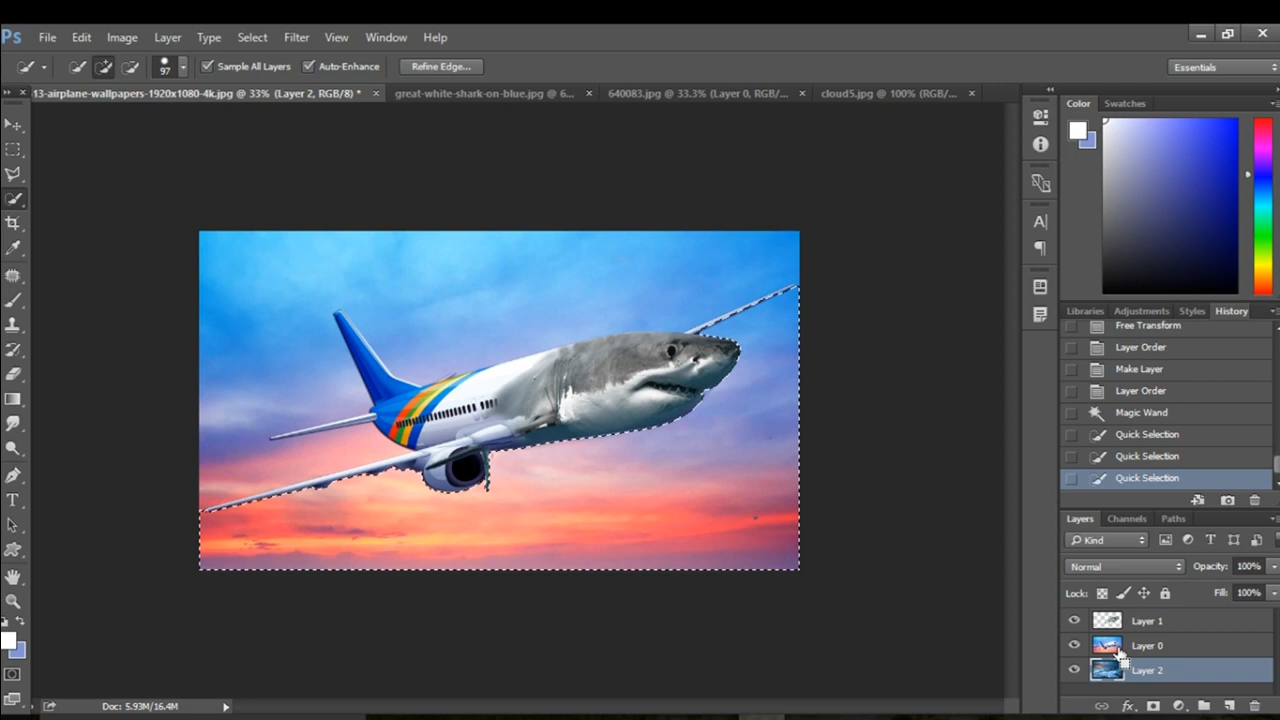 Ps File Edit Image Layer Type Select Filter View Window Help
97 Sample All Layers Auto-Enhance Refine Edge... Essentials
13-airplane-wallpapers-1920x1080-4k.jpg @ 33% (Layer 2, RGB/8) * × great-white-shark-on-blue.jpg @ 6... × 640083.jpg @ 33.3% (Layer 0, RGB/... × cloud5.jpg @ 100% (RGB/... ×
Color Swatches
Libraries Adjustments Styles History
Free Transform
Layer Order
Make Layer
Layer Order
Magic Wand
Quick Selection
Quick Selection
Quick Selection
Layers Channels Paths
Kind
Normal Opacity: 100%
Lock: Fill: 100%
Layer 1
Layer 0
Layer 2
Doc: 5.93M/16.4M